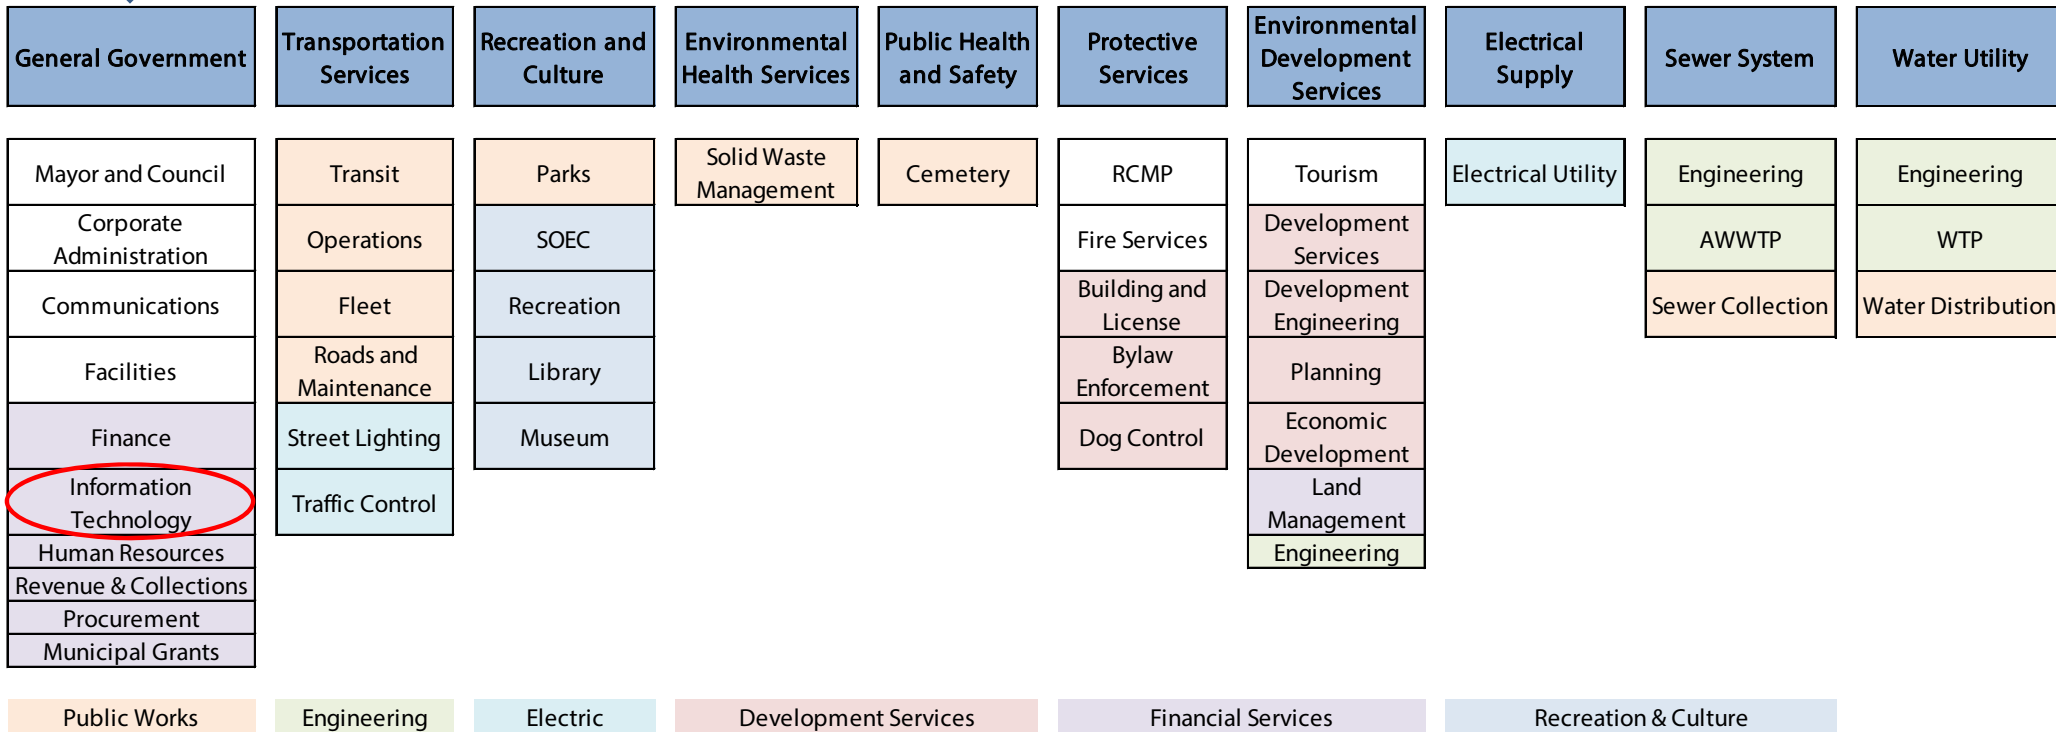 General Government
Transportation
Services
Recreation and
Culture
Environmental
Health Services
Public Health
and Safety
Protective
Services
Environmental
Development
Services
Electrical
Supply
Sewer System
Water Utility
Mayor and Council
Corporate
Administration
Communications
Facilities
Finance
Information
Technology
Human Resources
Revenue & Collections
Procurement
Municipal Grants
Transit
Operations
Fleet
Roads and
Maintenance
Street Lighting
Traffic Control
Parks
SOEC
Recreation
Library
Museum
Solid Waste
Management
Cemetery
RCMP
Fire Services
Building and
License
Bylaw
Enforcement
Dog Control
Tourism
Development
Services
Development
Engineering
Planning
Economic
Development
Land
Management
Engineering
Electrical Utility
Engineering
AWWTP
Sewer Collection
Engineering
WTP
Water Distribution
Public Works
Engineering
Electric
Development Services
Financial Services
Recreation & Culture